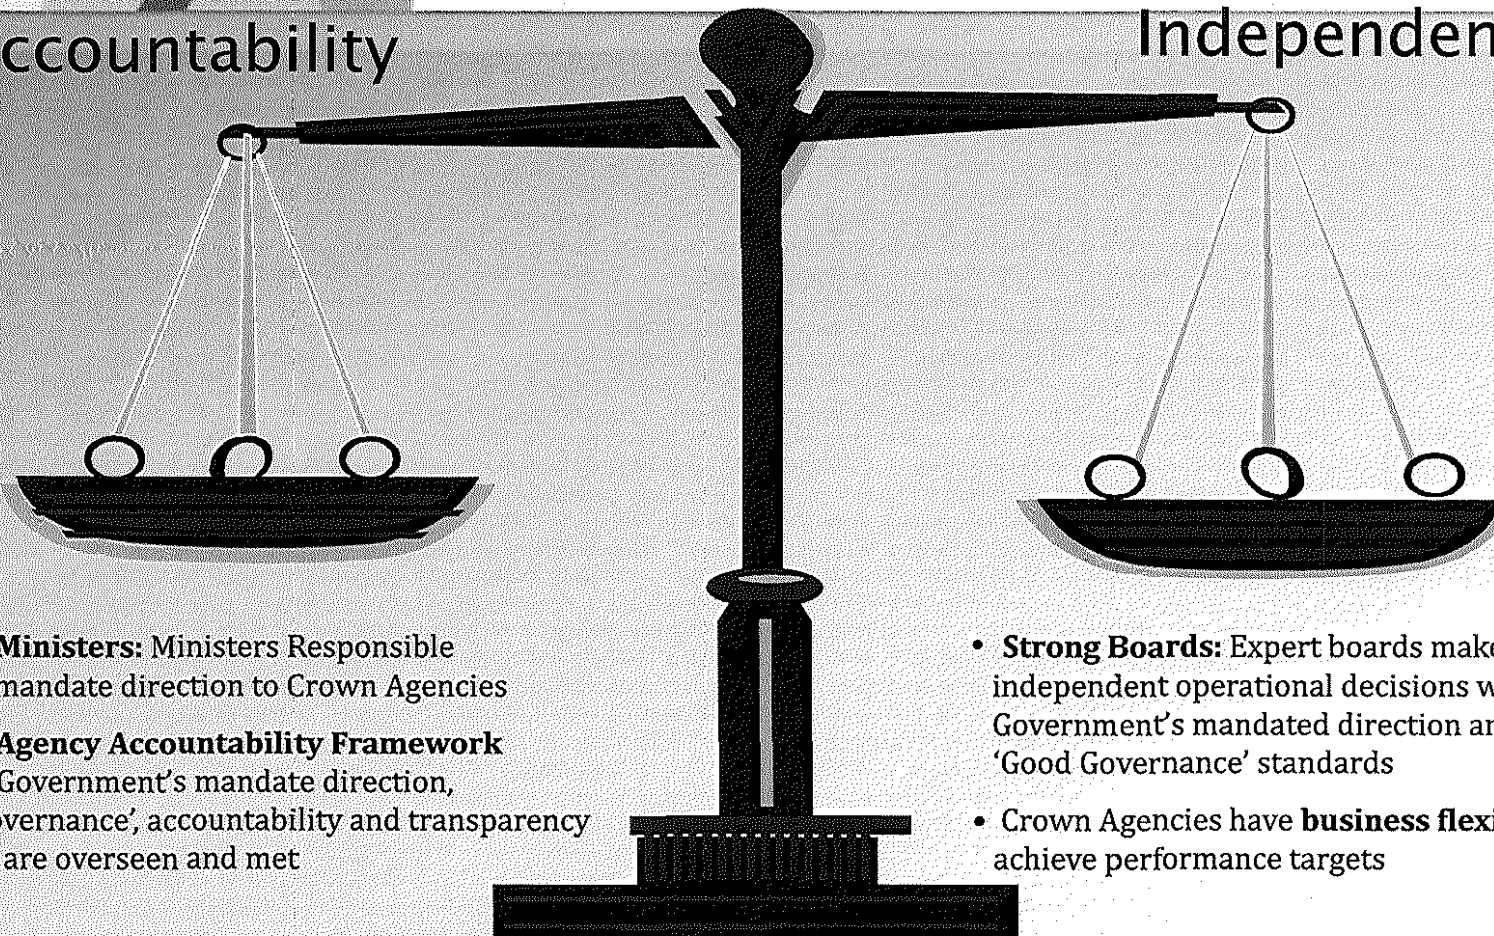 ccountability
Independen
Ministers: Ministers Responsible
mandate direction to Crown Agencies
Agency Accountability Framework
Government's mandate direction,
overnance', accountability and transparency
are overseen and met
• Strong Boards: Expert boards make
independent operational decisions w
Government's mandated direction an
'Good Governance' standards
• Crown Agencies have business flexi
achieve performance targets